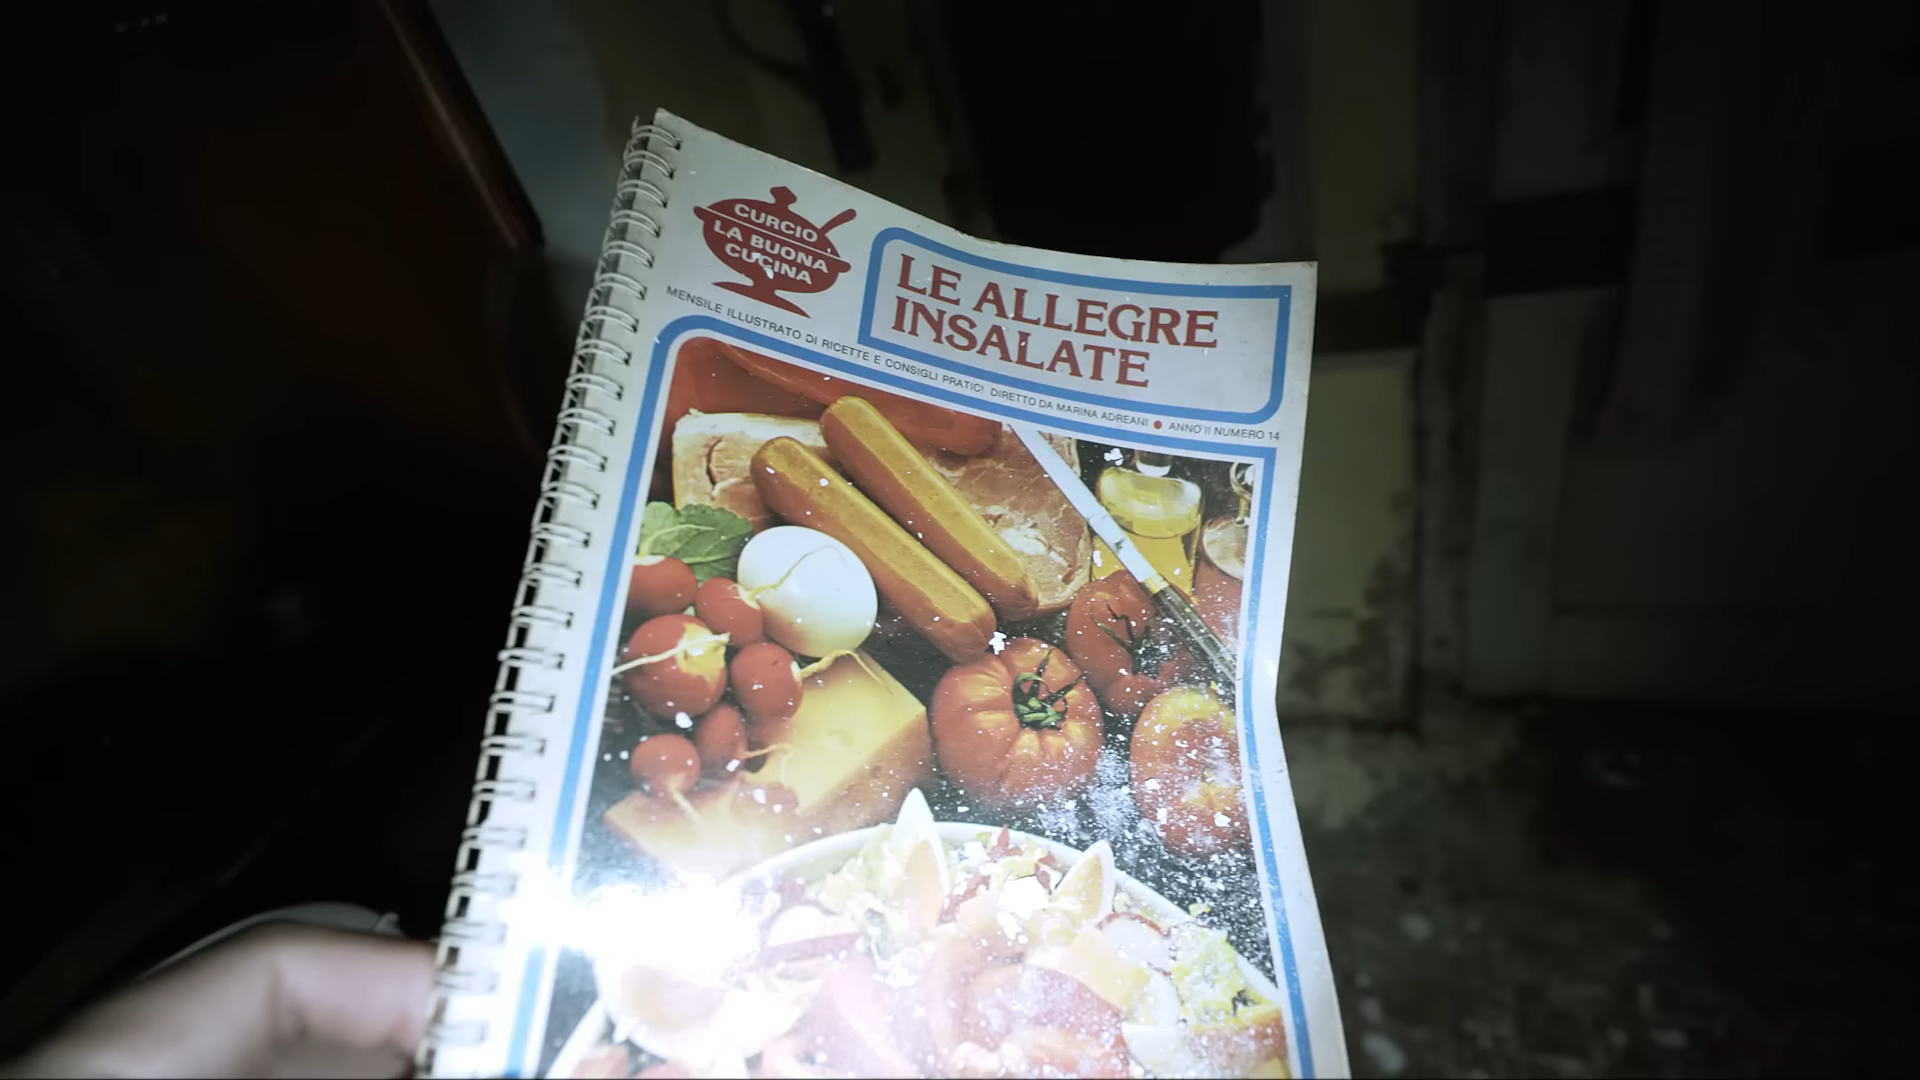 CURCIO
LA BUONA
CUCINA
LE ALLEGRE
INSALATE
MENSILE ILLUSTRATO DI RICETTE E CONSIGLI PRATICI DIRETTO DA MARINA ADREANI • ANNO II NUMERO 14